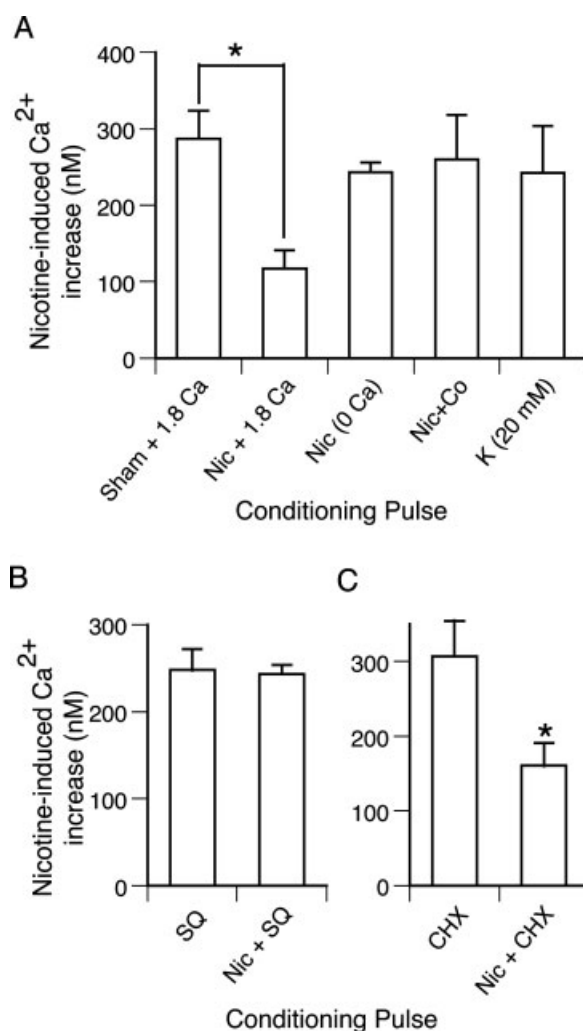 A
*
400
300
200
100
0
Nicotine-induced Ca2+
increase (nM)
Sham + 1.8 Ca
Nic + 1.8 Ca
Nic (0 Ca)
Nic+Co
K (20 mM)
Conditioning Pulse
B
300
200
100
0
Nicotine-induced Ca2+
increase (nM)
SQ
Nic + SQ
C
*
300
200
100
0
CHX
Nic + CHX
Conditioning Pulse